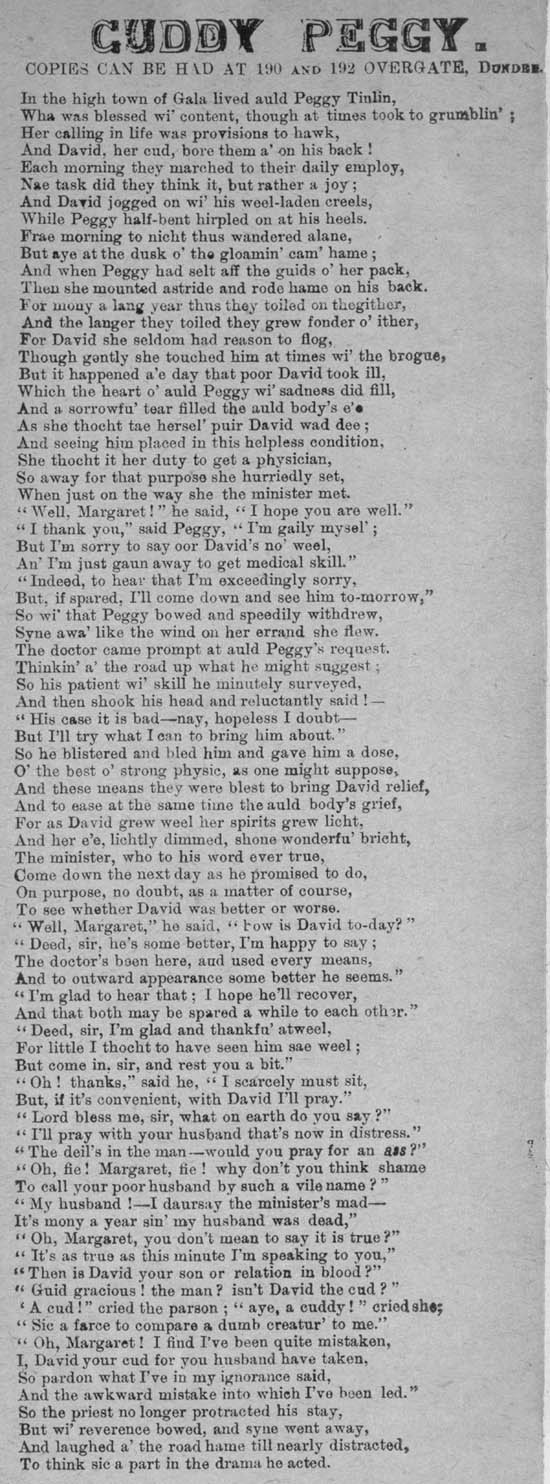 CUDDY PEGGY.
COPIES CAN BE HAD AT 190 AND 192 OVERGATE, DUNDEE.
In the high town of Gala lived auld Peggy Tinlin,
Wha was blessed wi' content, though at times took to grumblin' ;
Her calling in life was provisions to hawk,
And David, her cud, bore them a' on his back !
Each morning they marched to their daily employ,
Nae task did they think it, but rather a joy ;
And David jogged on wi' his weel-laden creels,
While Peggy half-bent hirpled on at his heels.
Frae morning to nicht thus wandered alane,
But aye at the dusk o' the gloamin' cam' hame ;
And when Peggy had selt aff the guids o' her pack,
Then she mounted astride and rode hame on his back.
For mony a lang year thus they toiled on thegither,
And the langer they toiled they grew fonder o' ither,
For David she seldom had reason to flog,
Though gently she touched him at times wi' the brogue,
But it happened a'e day that poor David took ill,
Which the heart o' auld Peggy wi' sadness did fill,
And a sorrowfu' tear filled the auld body's e'e
As she thocht tae hersel' puir David wad dee ;
And seeing him placed in this helpless condition,
She thocht it her duty to get a physician,
So away for that purpose she hurriedly set,
When just on the way she the minister met.
" Well, Margaret! " he said, " I hope you are well."
" I thank you," said Peggy, " I'm gaily mysel' ;
But I'm sorry to say oor David's no' weel,
An' I'm just gaun away to get medical skill."
" Indeed, to hear that I'm exceedingly sorry,
But, if spared, I'll come down and see him to-morrow,"
So wi' that Peggy bowed and speedily withdrew,
Syne awa' like the wind on her errand she flew.
The doctor came prompt at auld Peggy's request.
Thinkin' a' the road up what he might suggest ;
So his patient wi' skill he minutely surveyed,
And then shook his head and reluctantly said ! —
" His case it is bad—nay, hopeless I doubt—
But I'll try what I can to bring him about."
So he blistered and bled him and gave him a dose,
O' the best o' strong physic, as one might suppose,
And these means they were blest to bring David relief,
And to ease at the same time the auld body's grief,
For as David grew weel her spirits grew licht,
And her e'e, lichtly dimmed, shone wonderfu' bricht,
The minister, who to his word ever true,
Come down the next day as he promised to do,
On purpose, no doubt, as a matter of course,
To see whether David was better or worse.
" Well, Margaret," he said, " how is David to-day? "
" Deed, sir, he's some better, I'm happy to say ;
The doctor's been here, and used every means,
And to outward appearance some better he seems."
" I'm glad to hear that ; I hope he'll recover,
And that both may be spared a while to each other."
" Deed, sir, I'm glad and thankfu' atweel,
For little I thocht to have seen him sae weel ;
But come in, sir, and rest you a bit."
" Oh ! thanks," said he, " I scarcely must sit,
But, if it's convenient, with David I'll pray."
" Lord bless me, sir, what on earth do you say ?"
" I'll pray with your husband that's now in distress."
" The deil's in the man—would you pray for an ass?"
" Oh, fie ! Margaret, fie ! why don't you think shame
To call your poor husband by such a vile name ? "
" My husband !—I daursay the minister's mad—
It's mony a year sin' my husband was dead,"
" Oh, Margaret, you don't mean to say it is true?"
" It's as true as this minute I'm speaking to you,"
" Then is David your son or relation in blood?"
" Guid gracious ! the man ? isn't David the cud ? "
' A cud!" cried the parson ; " aye, a cuddy! " cried she;
" Sic a farce to compare a dumb creatur' to me."
" Oh, Margaret! I find I've been quite mistaken,
I, David your cud for you husband have taken,
So pardon what I've in my ignorance said,
And the awkward mistake into which I've been led."
So the priest no longer protracted his stay,
But wi' reverence bowed, and syne went away,
And laughed a' the road hame till nearly distracted,
To think sic a part in the drama he acted.